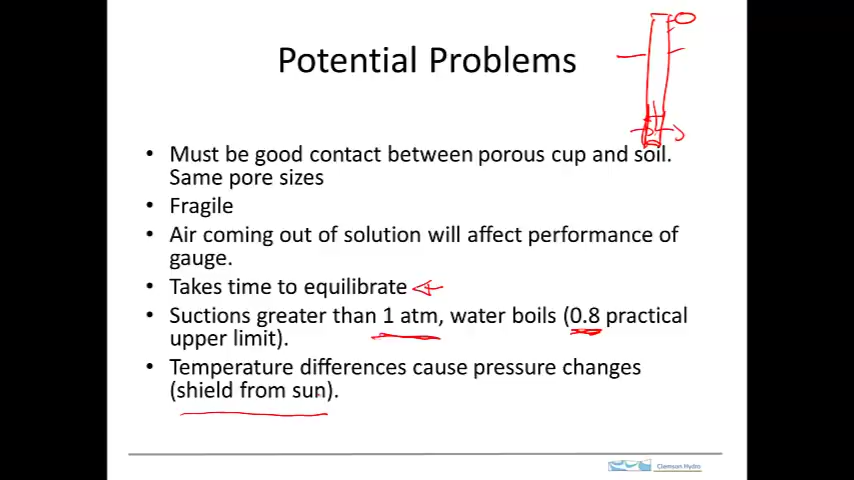 Potential Problems
• Must be good contact between porous cup and soil.
Same pore sizes
• Fragile
• Air coming out of solution will affect performance of
gauge.
• Takes time to equilibrate
• Suctions greater than 1 atm, water boils (0.8 practical
upper limit).
• Temperature differences cause pressure changes
(shield from sun).
Clemson Hydro